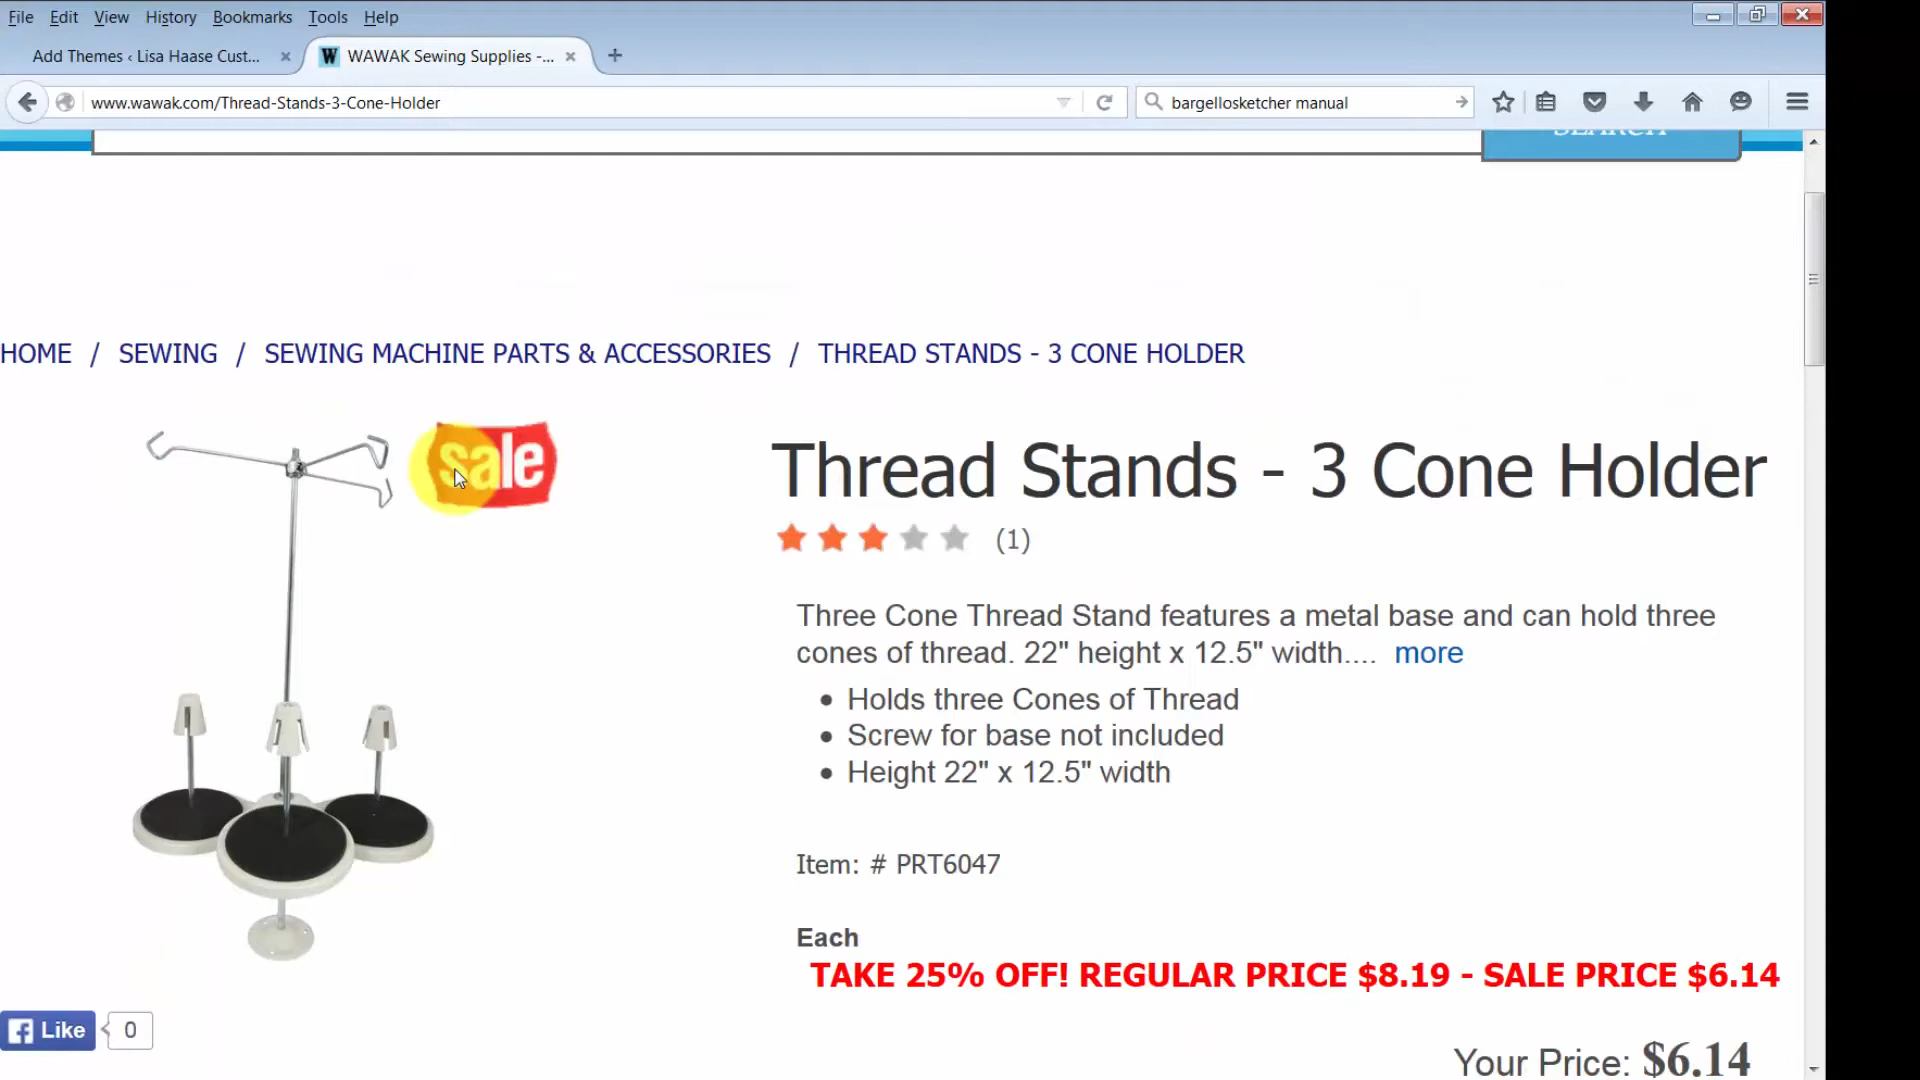 File Edit View History Bookmarks Tools Help
Add Themes ‹ Lisa Haase Cust...
W WAWAK Sewing Supplies -...
www.wawak.com/Thread-Stands-3-Cone-Holder
bargellosketcher manual
SEARCH
HOME / SEWING / SEWING MACHINE PARTS & ACCESSORIES / THREAD STANDS - 3 CONE HOLDER
sale
Thread Stands - 3 Cone Holder
(1)
Three Cone Thread Stand features a metal base and can hold three
cones of thread. 22" height x 12.5" width.... more
• Holds three Cones of Thread
• Screw for base not included
• Height 22" x 12.5" width
Item: # PRT6047
Each
TAKE 25% OFF! REGULAR PRICE $8.19 - SALE PRICE $6.14
Like 0
Your Price: $6.14